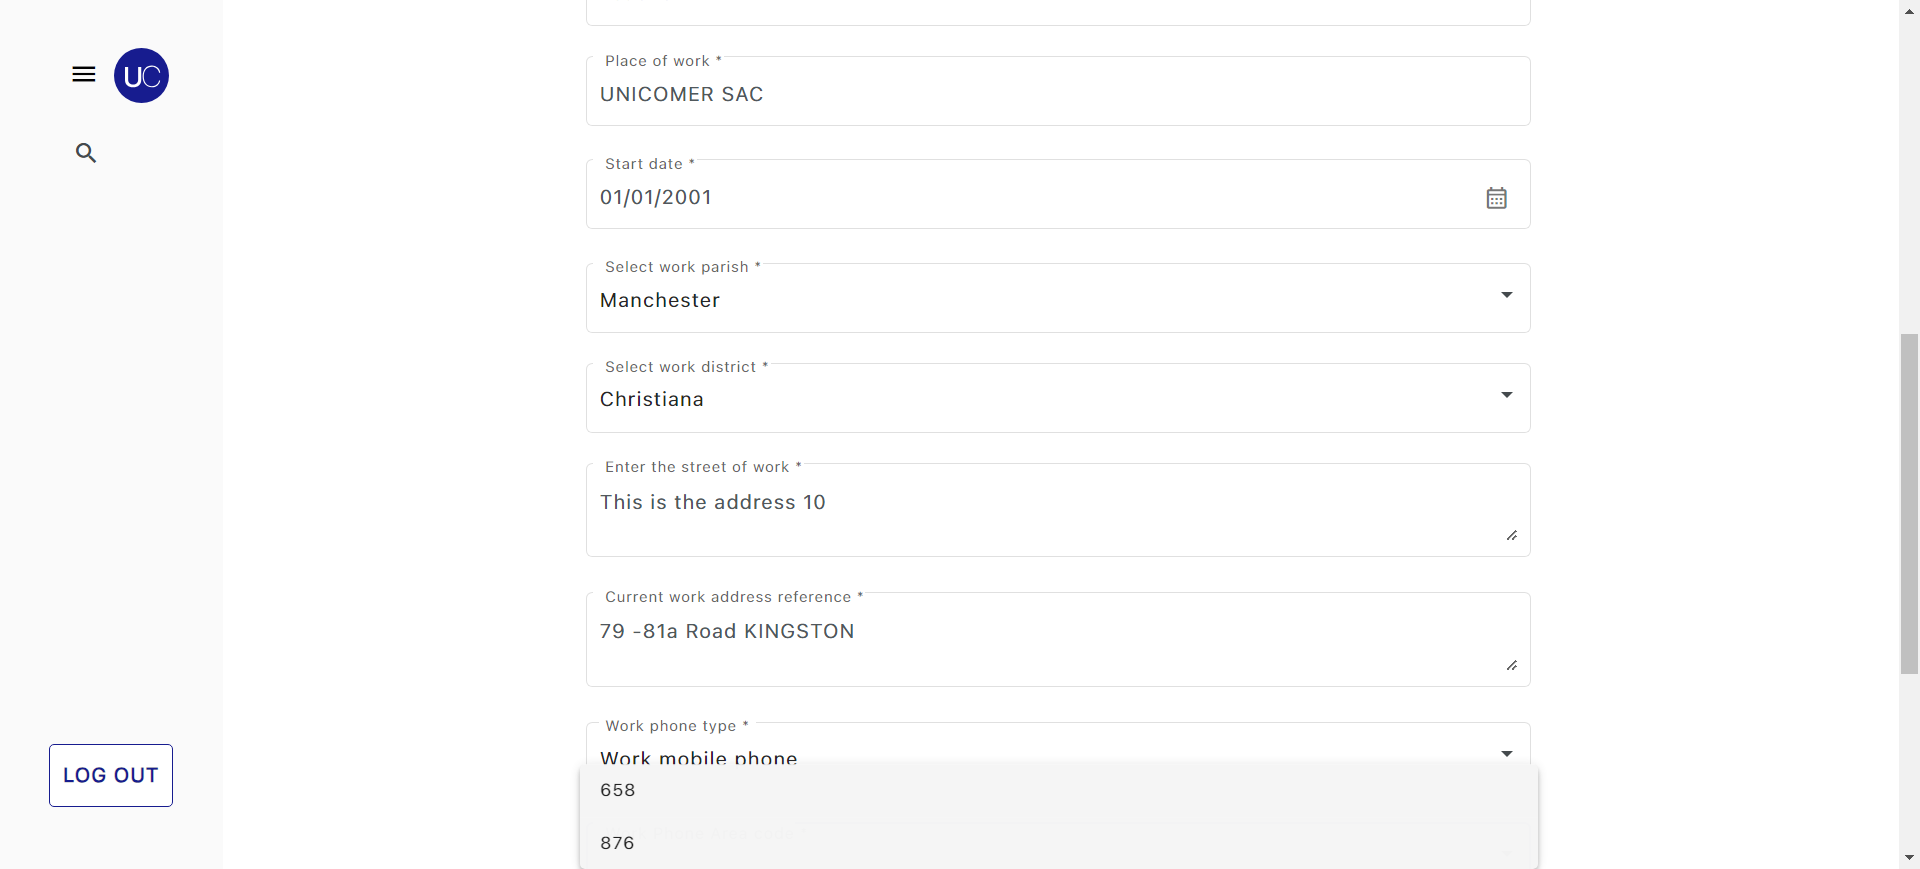 UC
Place of work *
UNICOMER SAC
Start date *
01/01/2001
Select work parish *
Manchester
Select work district *
Christiana
Enter the street of work *
This is the address 10
Current work address reference *
79 -81a Road KINGSTON
Work phone type *
Work mobile phone
658
876
LOG OUT